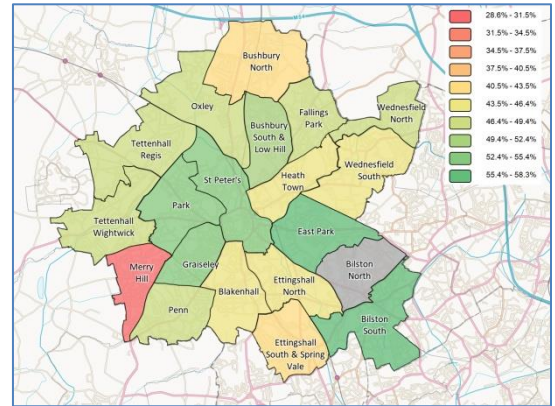 28.6% - 31.5%
31.5% - 34.5%
34.5% - 37.5%
37.5% - 40.5%
40.5% - 43.5%
43.5% - 46.4%
46.4% - 49.4%
49.4% - 52.4%
52.4% - 55.4%
55.4% - 58.3%
Bushbury
North
Oxley
Bushbury
South &
Low Hill
Fallings
Park
Wednesfield
North
Tettenhall
Regis
Wednesfield
South
St Peter's
Heath
Town
Park
Tettenhall
Wightwick
East Park
Graiseley
Merry
Hill
Bilston
North
Penn
Blakenhall
Ettingshall
North
Bilston
South
Ettingshall
South & Spring
Vale